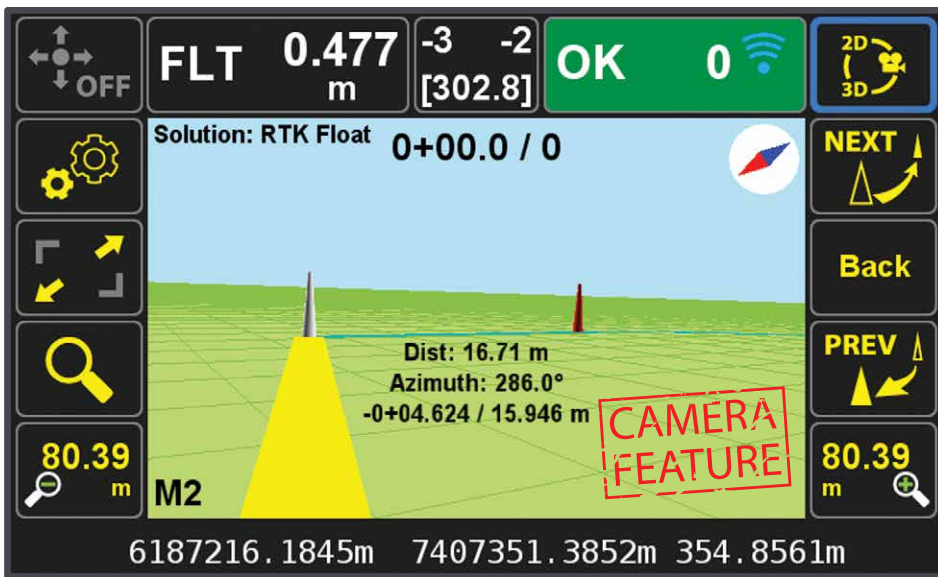 OFF
FLT 0.477 m
-3 -2
[302.8]
OK 0
2D
3D
Solution: RTK Float
0+00.0 / 0
NEXT
Back
Dist: 16.71 m
Azimuth: 286.0°
-0+04.624 / 15.946 m
PREV
CAMERA
FEATURE
80.39
m
M2
80.39
m
6187216.1845m 7407351.3852m 354.8561m